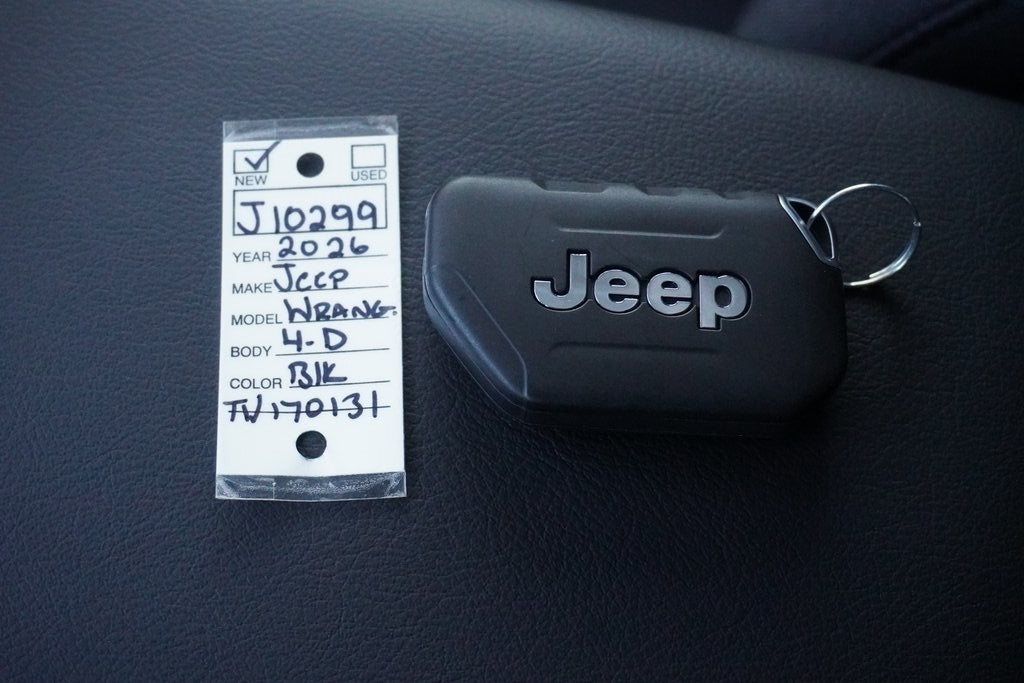 NEW USED
J10299
YEAR 2026
MAKE Jeep
MODEL WRANG.
BODY 4-D
COLOR Blk
TW170131
Jeep